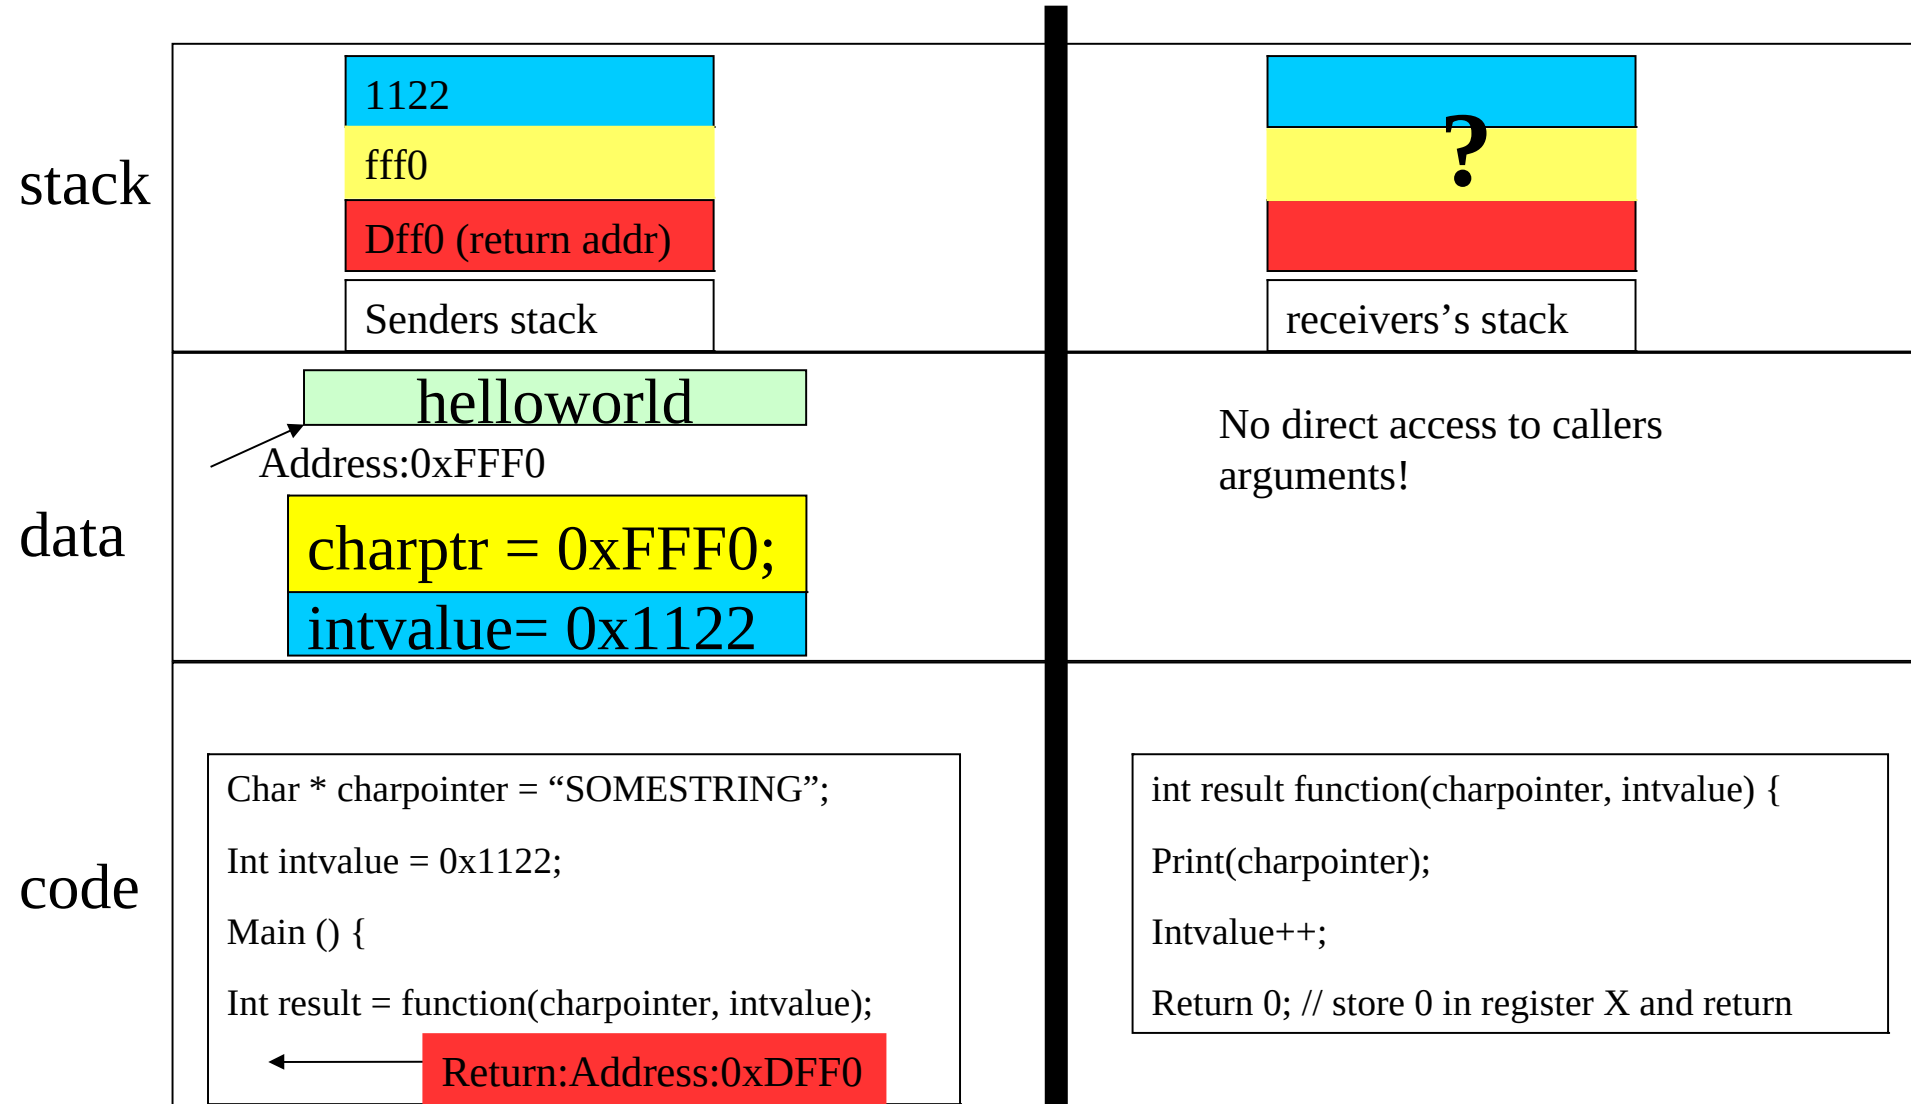 stack
1122
fff0
Dff0 (return addr)
Senders stack
?
receivers’s stack
data
helloworld
Address:0xFFF0
charptr = 0xFFF0;
intvalue= 0x1122
No direct access to callers
arguments!
code
Char * charpointer = “SOMESTRING”;
Int intvalue = 0x1122;
Main () {
Int result = function(charpointer, intvalue);
Return:Address:0xDFF0
int result function(charpointer, intvalue) {
Print(charpointer);
Intvalue++;
Return 0; // store 0 in register X and return